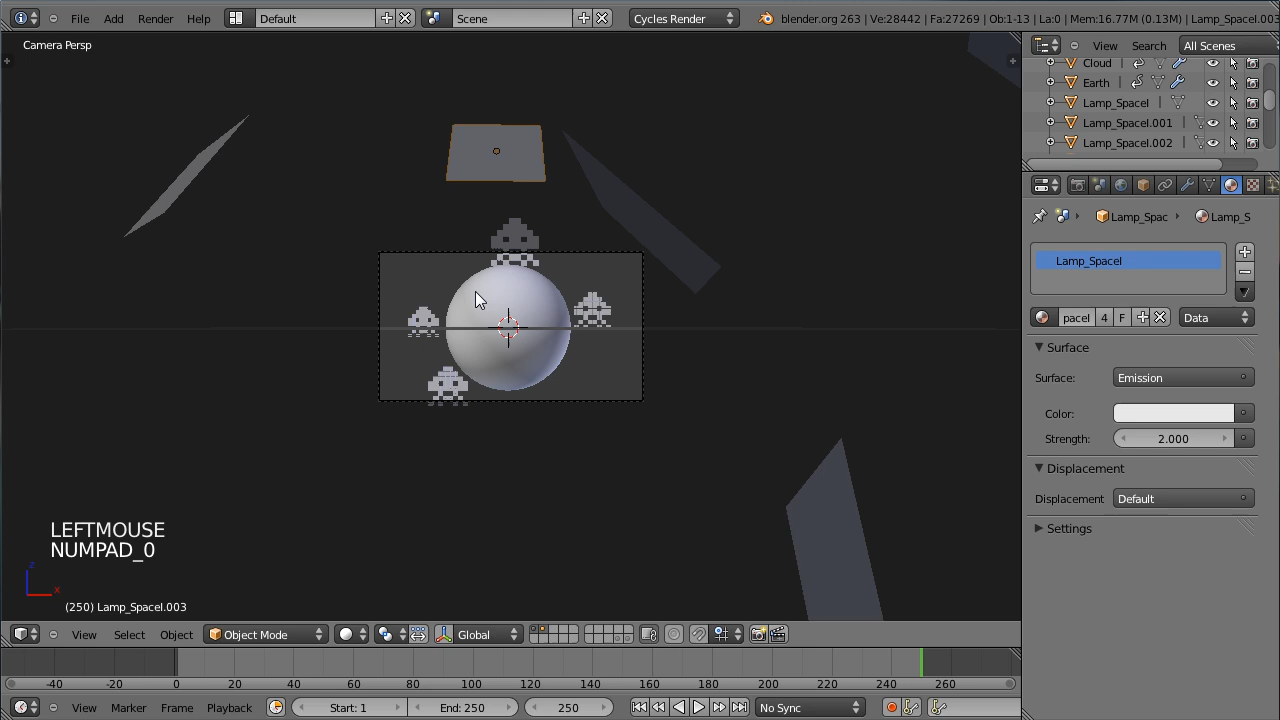 File Add Render Help Default Scene Cycles Render blender.org 263 | Ve:28442 | Fa:27269 | Ob:1-13 | La:0 | Mem:16.77M (0.13M) | Lamp_SpaceI.003
Camera Persp
View Search All Scenes
Cloud
Earth
Lamp_SpaceI
Lamp_SpaceI.001
Lamp_SpaceI.002
Lamp_Spac Lamp_S
Lamp_SpaceI
paceI 4 F Data
Surface
Surface: Emission
Color:
Strength: 2.000
Displacement
Displacement Default
Settings
LEFTMOUSE
NUMPAD_0
z
x
(250) Lamp_SpaceI.003
View Select Object Object Mode Global
-40 -20 0 20 40 60 80 100 120 140 160 180 200 220 240 260
View Marker Frame Playback Start: 1 End: 250 250 No Sync